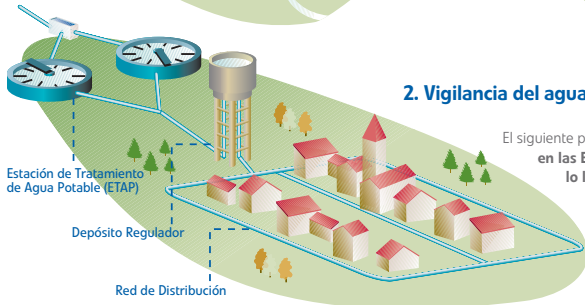 2. Vigilancia del agua
El siguiente
en las
lo
Estación de Tratamiento
de Agua Potable (ETAP)
Depósito Regulador
Red de Distribución